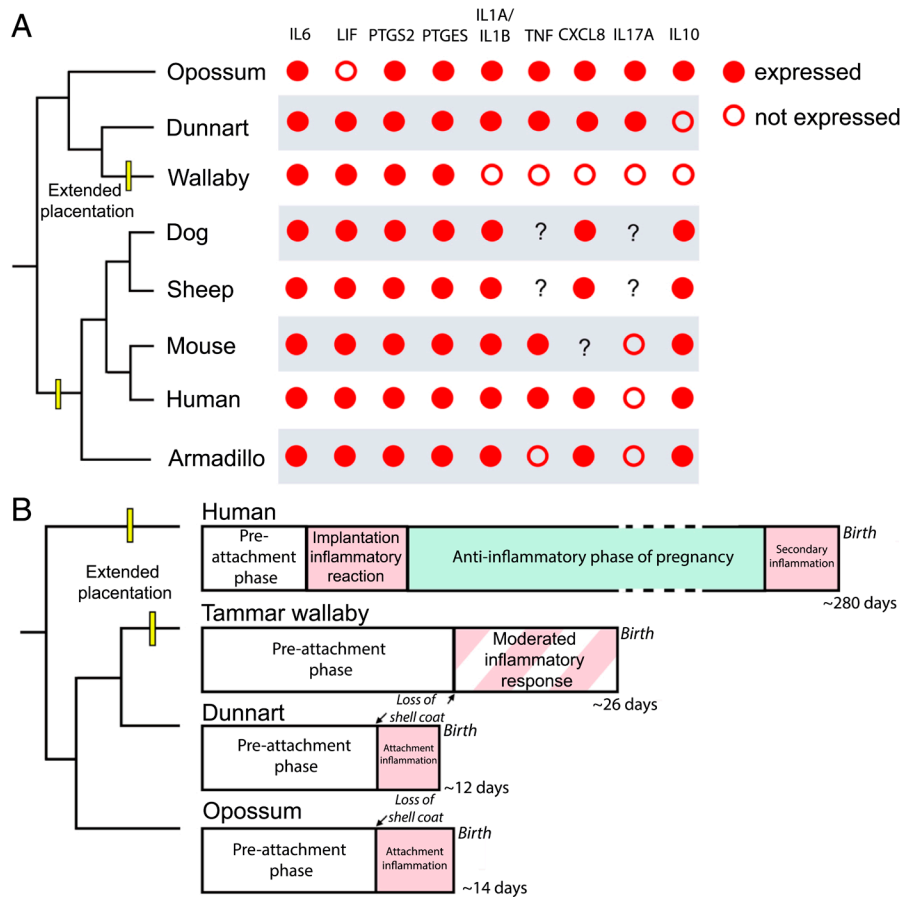 A
IL6 LIF PTGS2 PTGES IL1A/ IL1B TNF CXCL8 IL17A IL10
Opossum
expressed
Dunnart
not expressed
Wallaby
Extended
placentation
Dog ? ?
Sheep ? ?
Mouse ?
Human
Armadillo
B
Human
Pre-
attachment
phase
Implantation
inflammatory
reaction
Anti-inflammatory phase of pregnancy
Secondary
inflammation
Birth
~280 days
Extended
placentation
Tammar wallaby
Pre-attachment
phase
Moderated
inflammatory
response
Birth
~26 days
Loss of
shell coat
Dunnart
Pre-attachment
phase
Attachment
inflammation
Birth
~12 days
Loss of
shell coat
Opossum
Pre-attachment
phase
Attachment
inflammation
Birth
~14 days